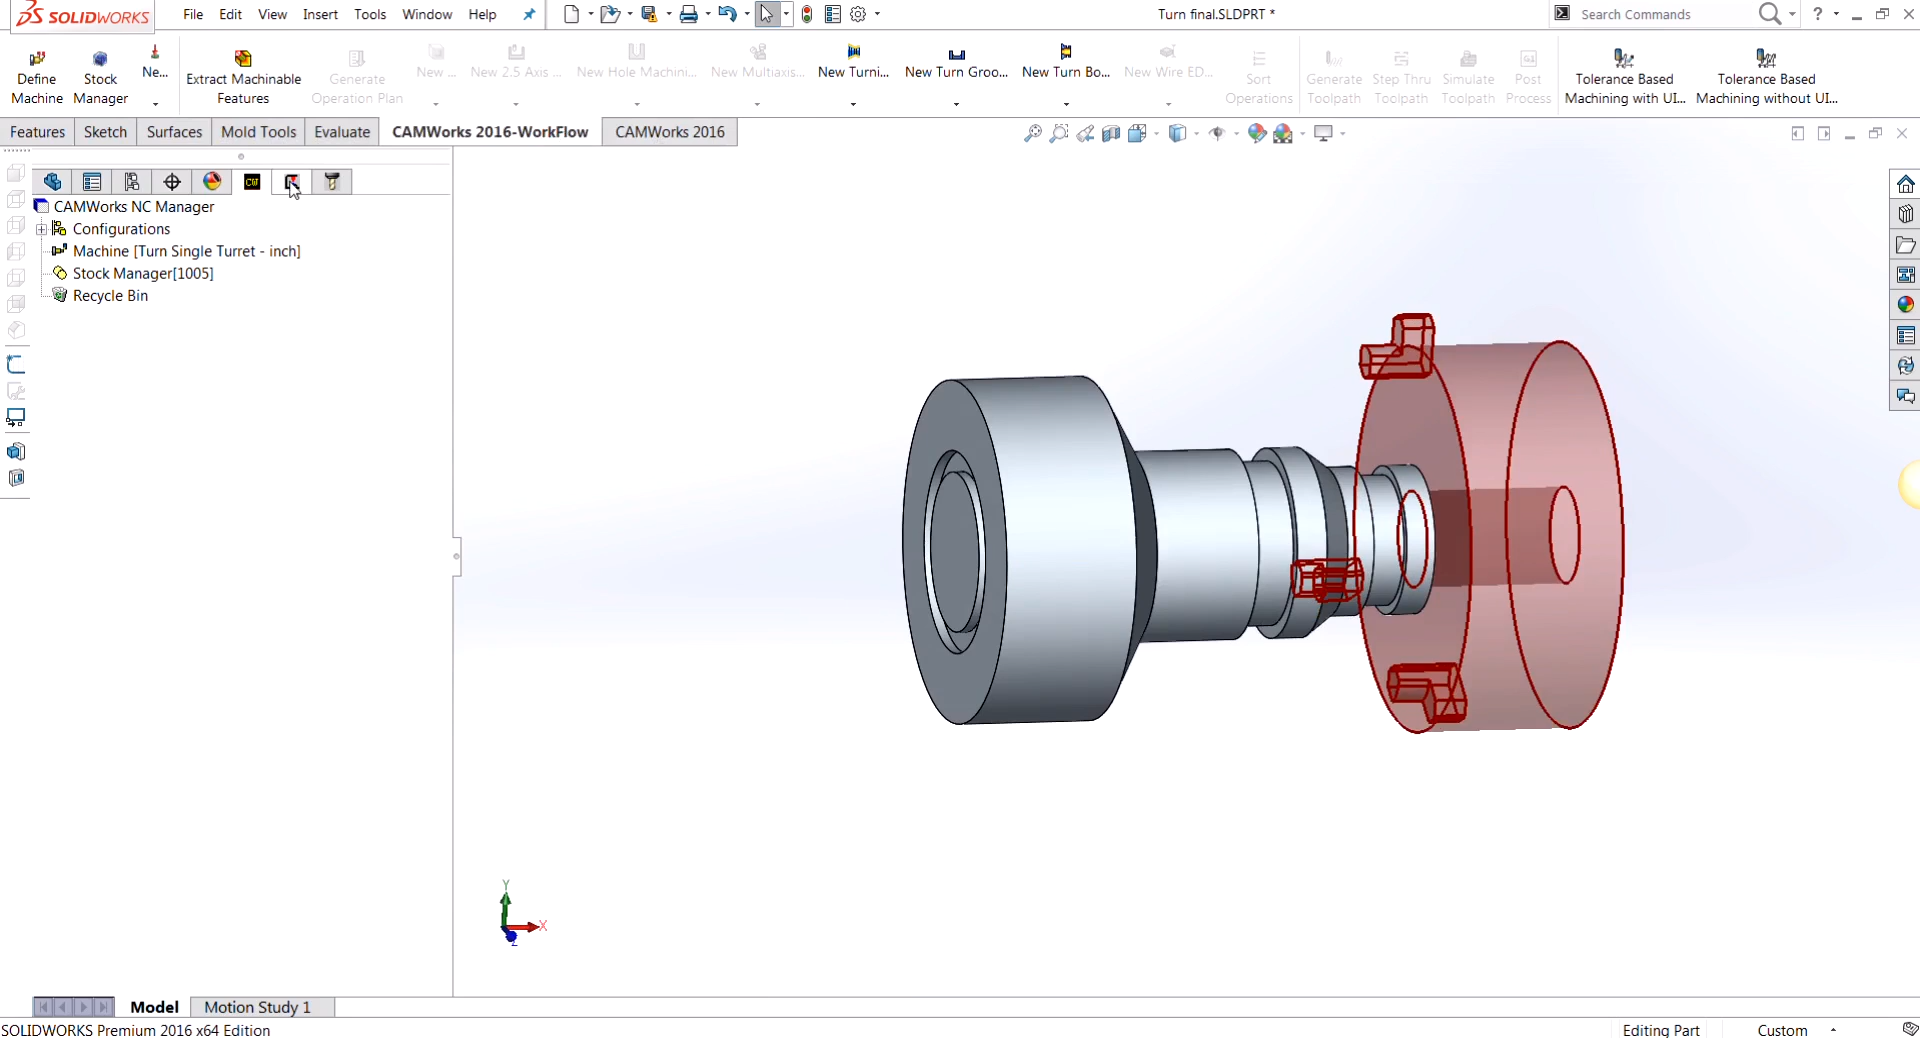 SOLIDWORKS File Edit View Insert Tools Window Help Turn final.SLDPRT * Search Commands ?
Define Machine
Stock Manager
Ne...
Extract Machinable Features
Generate Operation Plan
New ...
New 2.5 Axis ...
New Hole Machini...
New Multiaxis...
New Turni...
New Turn Groo...
New Turn Bo...
New Wire ED...
Sort Operations
Generate Toolpath
Step Thru Toolpath
Simulate Toolpath
Post Process
Tolerance Based Machining with UI...
Tolerance Based Machining without UI...
Features Sketch Surfaces Mold Tools Evaluate CAMWorks 2016-WorkFlow CAMWorks 2016
CAMWorks NC Manager
Configurations
Machine [Turn Single Turret - inch]
Stock Manager[1005]
Recycle Bin
Y
X
Z
Model Motion Study 1
SOLIDWORKS Premium 2016 x64 Edition Editing Part Custom